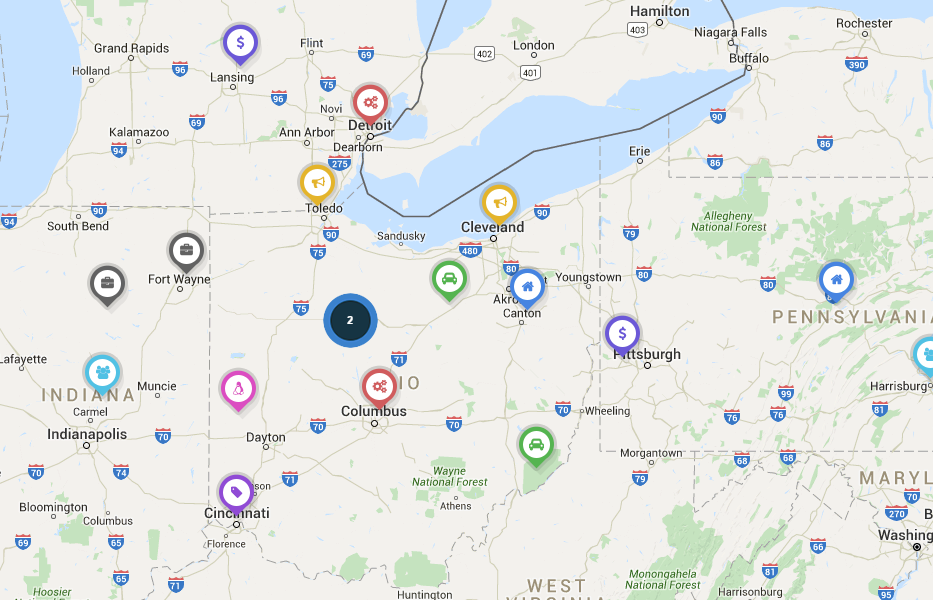 Hamilton
403
Rochester
Niagara Falls
Grand Rapids
$
Flint
69
402
London
Buffalo
390
Holland
96
Lansing
401
75
96
Novi
69
Detroit
90
Kalamazoo
Ann Arbor
94
Dearborn
86
275
Erie
86
Toledo
94
90
South Bend
Cleveland
90
Allegheny
National Forest
90
Sandusky
79
75
480
Fort Wayne
80
Youngstown
80
80
Akro
Canton
75
2
PENNSYLVANIA
$
Pittsburgh
71
Lafayette
INDIANA
Muncie
Harrisburg
99
Carmel
Columbus
70
Wheeling
76
76
81
Indianapolis
70
Dayton
70
70
Morgantown
68
68
70
74
71
Wayne
National Forest
79
MARYL
70
Bloomington
Athens
Cincinnati
270
Columbus
69
65
Florence
66
Washing
65
71
Monongahela
National Forest
81
Hoosier
WEST
VIRGINIA
Huntington
Harrisonburg
95